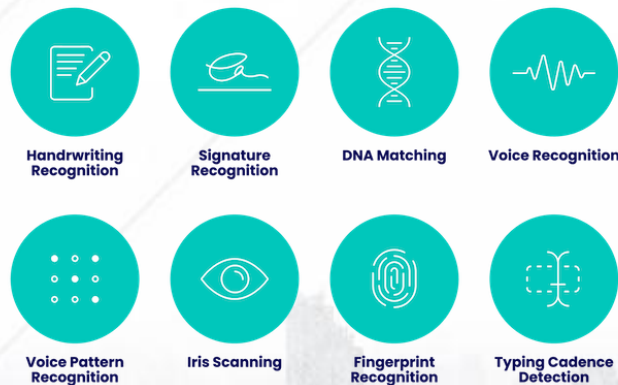 Handrwriting
Recognition
Signature
Recognition
DNA Matching
Voice Recognition
Voice Pattern
Recognition
Iris Scanning
Fingerprint
Recognition
Typing Cadence
Detection